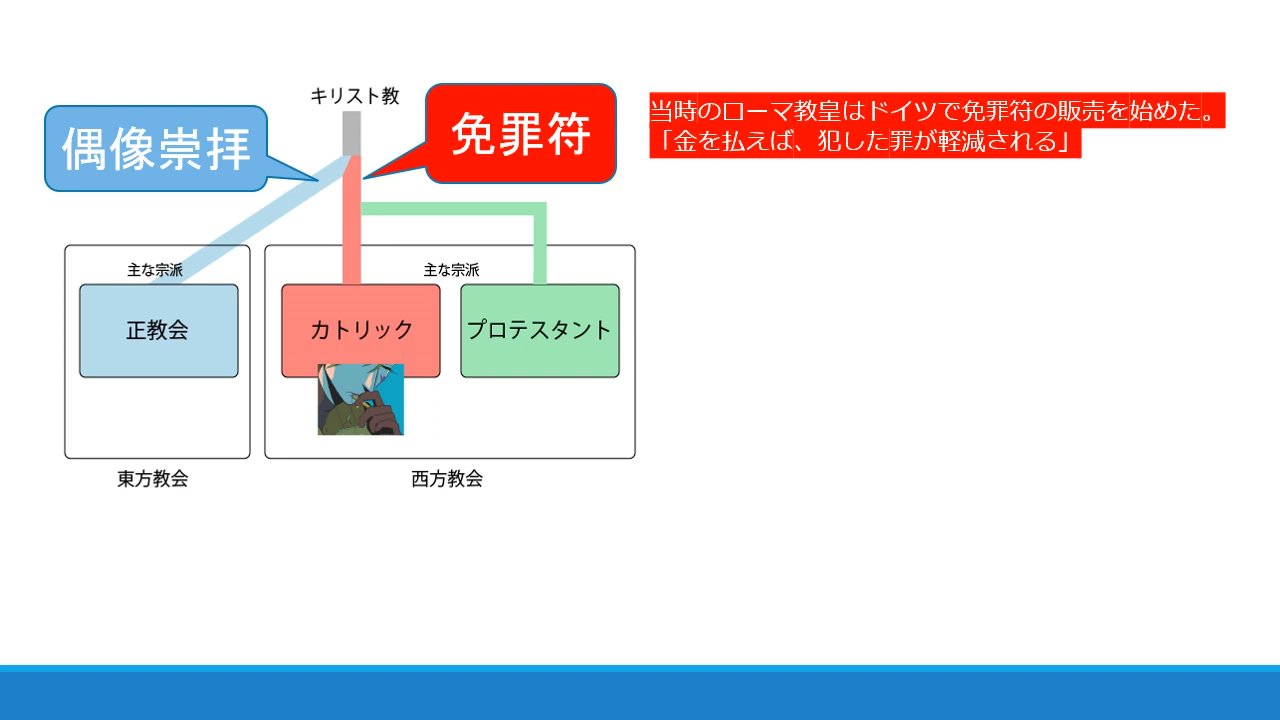 キリスト教
偶像崇拝
免罪符
当時のローマ教皇はドイツで免罪符の販売を始めた。
「金を払えば、犯した罪が軽減される」
主な宗派
主な宗派
正教会
カトリック
プロテスタント
東方教会
西方教会